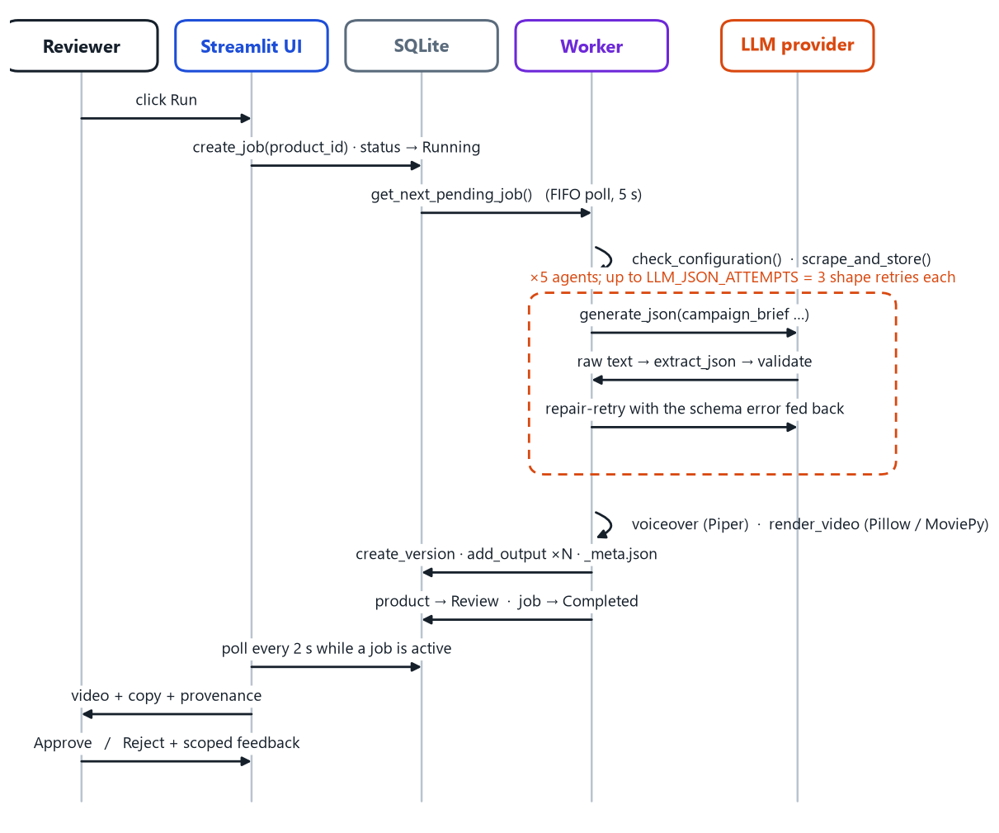 Reviewer
Streamlit UI
SQLite
Worker
LLM provider
click Run
create_job(product_id) · status → Running
get_next_pending_job()   (FIFO poll, 5 s)
check_configuration()  ·  scrape_and_store()
×5 agents; up to LLM_JSON_ATTEMPTS = 3 shape retries each
generate_json(campaign_brief …)
raw text → extract_json → validate
repair-retry with the schema error fed back
voiceover (Piper)  ·  render_video (Pillow / MoviePy)
create_version · add_output ×N · _meta.json
product → Review  ·  job → Completed
poll every 2 s while a job is active
video + copy + provenance
Approve   /   Reject + scoped feedback